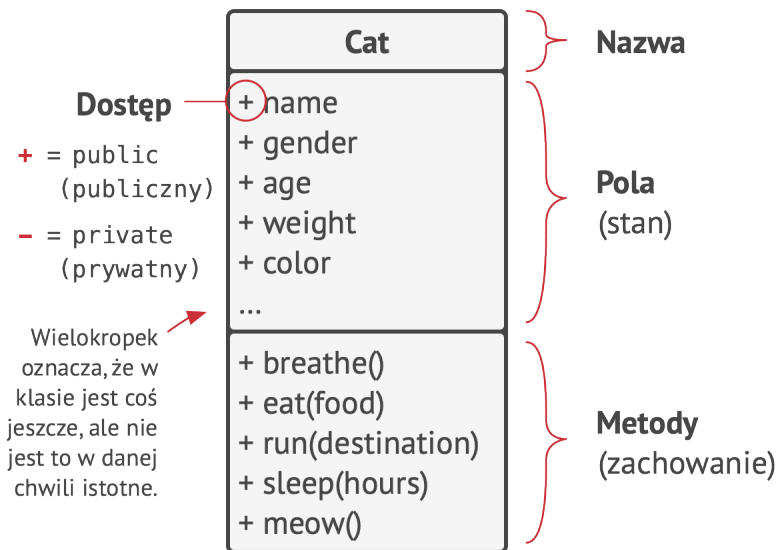 Cat
Nazwa
Dostęp
+ = public
(publiczny)
− = private
(prywatny)
+ name
+ gender
+ age
+ weight
+ color
...
Pola
(stan)
Wielokropek
oznacza, że w
klasie jest coś
jeszcze, ale nie
jest to w danej
chwili istotne.
+ breathe()
+ eat(food)
+ run(destination)
+ sleep(hours)
+ meow()
Metody
(zachowanie)